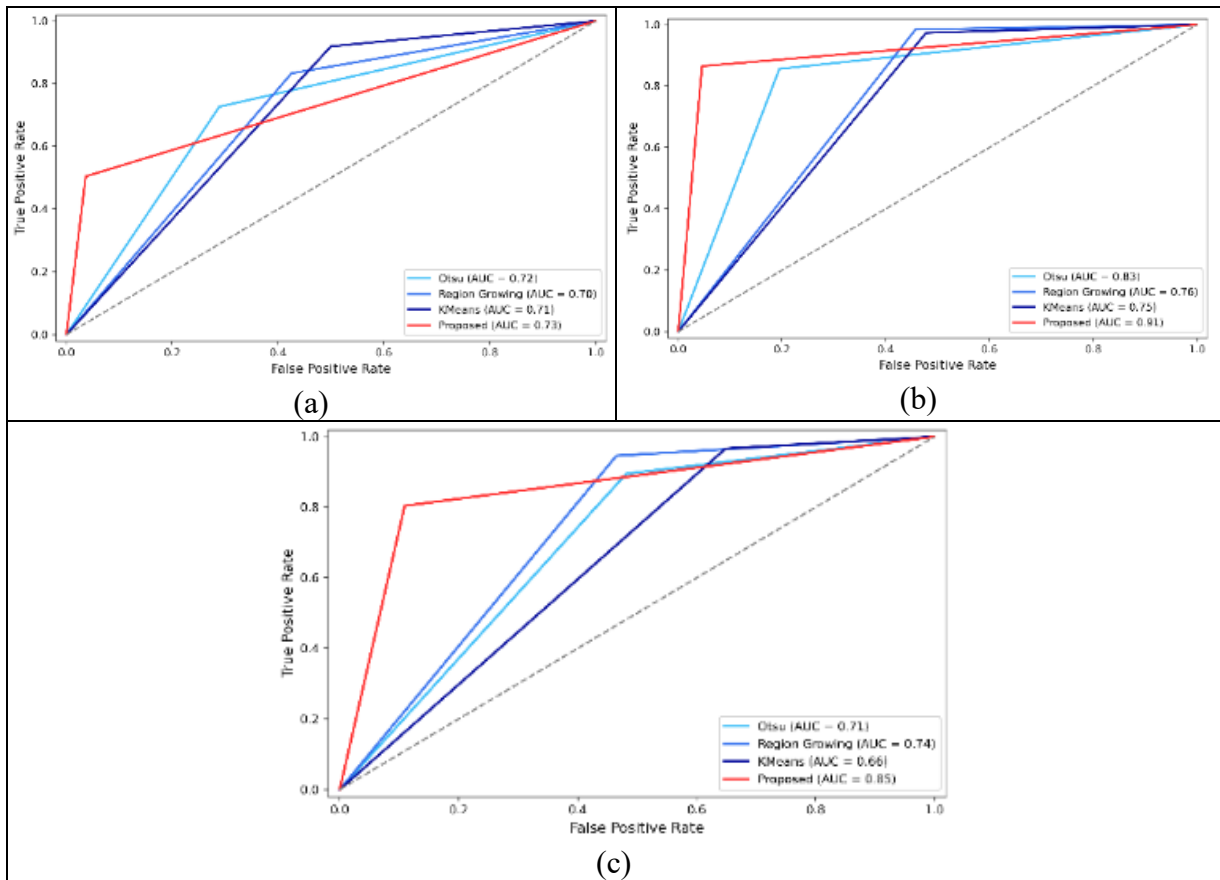 1.0
0.8
0.6
0.4
0.2
0.0
True Positive Rate
Otsu (AUC = 0.72)
Region Growing (AUC = 0.70)
KMeans (AUC = 0.71)
Proposed (AUC = 0.73)
0.0 0.2 0.4 0.6 0.8 1.0
False Positive Rate
(a)
1.0
0.8
0.6
0.4
0.2
0.0
True Positive Rate
Otsu (AUC = 0.83)
Region Growing (AUC = 0.76)
KMeans (AUC = 0.75)
Proposed (AUC = 0.91)
0.0 0.2 0.4 0.6 0.8 1.0
False Positive Rate
(b)
1.0
0.8
0.6
0.4
0.2
0.0
True Positive Rate
Otsu (AUC = 0.71)
Region Growing (AUC = 0.74)
KMeans (AUC = 0.66)
Proposed (AUC = 0.85)
0.0 0.2 0.4 0.6 0.8 1.0
False Positive Rate
(c)